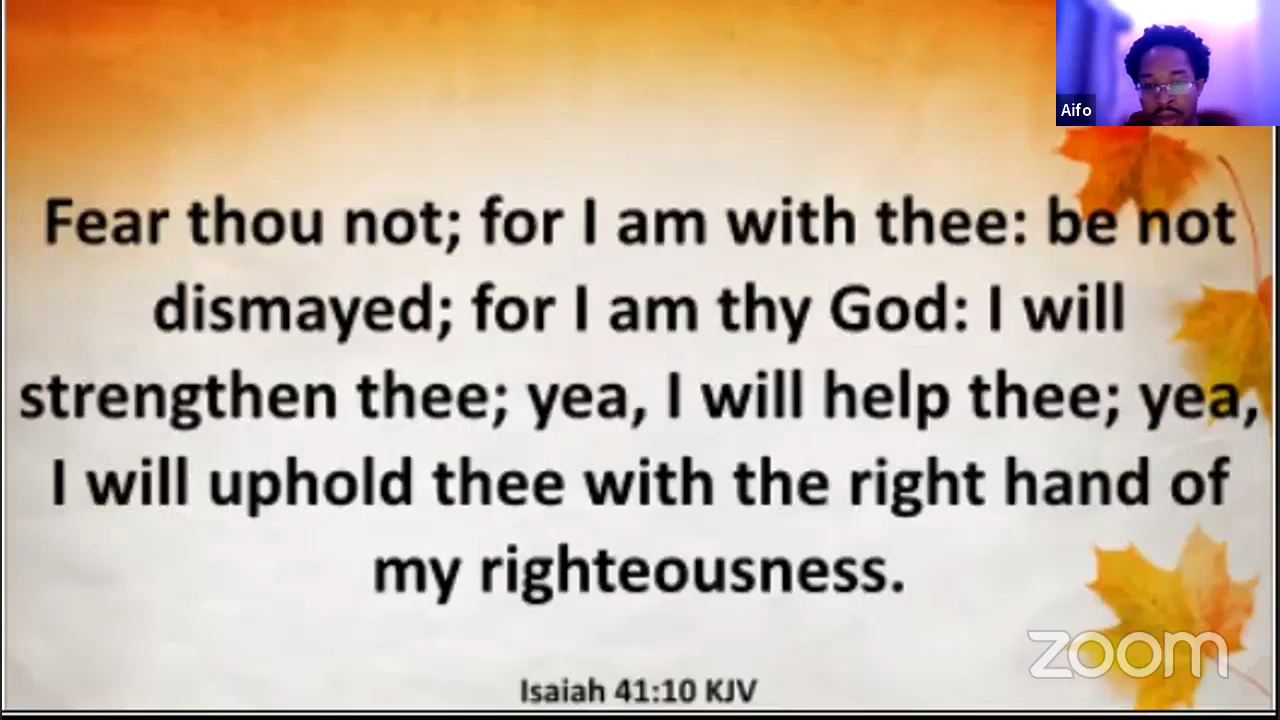 Aifo
Fear thou not; for I am with thee: be not
dismayed; for I am thy God: I will
strengthen thee; yea, I will help thee; yea,
I will uphold thee with the right hand of
my righteousness.
zoom
Isaiah 41:10 KJV